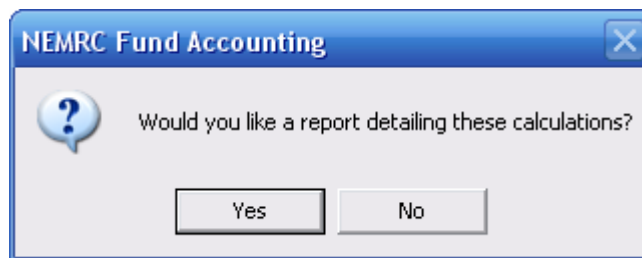 NEMRC Fund Accounting
Would you like a report detailing these calculations?
Yes No